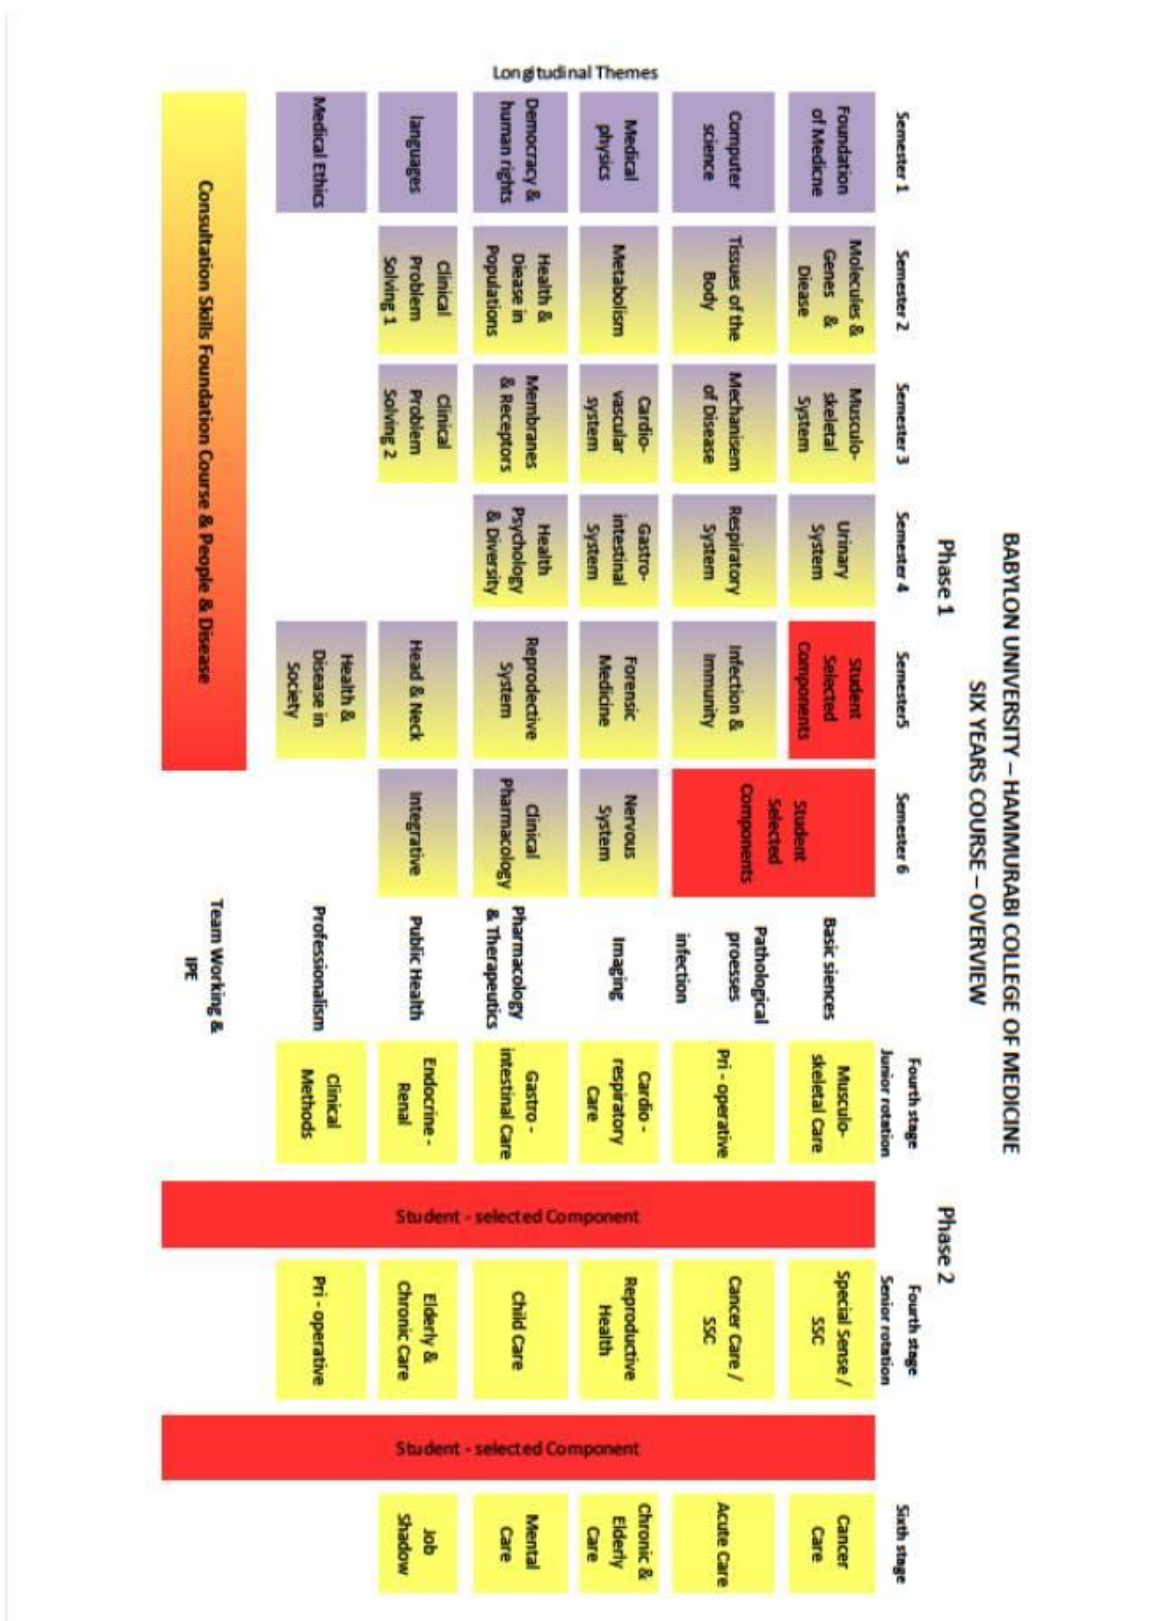 BABYLON UNIVERSITY – HAMMURABI COLLEGE OF MEDICINE
SIX YEARS COURSE – OVERVIEW
Phase 1
Phase 2
Semester 1
Semester 2
Semester 3
Semester 4
Semester5
Semester 6
Fourth stage
Junior rotation
Fourth stage
Senior rotation
Sixth stage
Foundation
of Medicne
Molecules &
Genes &
Diease
Musculo-
skeletal
System
Urinary
System
Student
Selected
Components
Student
Selected
Components
Basic siences
Musculo-
skeletal Care
Special Sense /
SSC
Cancer
Care
Computer
science
Tissues of the
Body
Mechanisem
of Disease
Respiratory
System
Infection &
Immunity
Pathological
proesses
infection
Pri - operative
Cancer Care /
SSC
Acute Care
Medical
physics
Metabolism
Cardio-
vascular
system
Gastro-
intestinal
System
Forensic
Medicine
Nervous
System
Imaging
Cardio -
respiratory
Care
Reproductive
Health
Chronic &
Elderly
Care
Longitudinal Themes
Democracy &
human rights
Health &
Diease in
Populations
Membranes
& Receptors
Health
Psychology
& Diversity
Reprodective
System
Clinical
Pharmacology
Pharmacology
& Therapeutics
Gastro -
intestinal Care
Child Care
Mental
Care
languages
Clinical
Problem
Solving 1
Clinical
Problem
Solving 2
Head & Neck
Integrative
Public Health
Endocrine -
Renal
Elderly &
Chronic Care
Job
Shadow
Medical Ethics
Health &
Disease in
Society
Professionalism
Clinical
Methods
Pri - operative
Consultation Skills Foundation Course & People & Disease
Team Working &
IPE
Student - selected Component
Student - selected Component